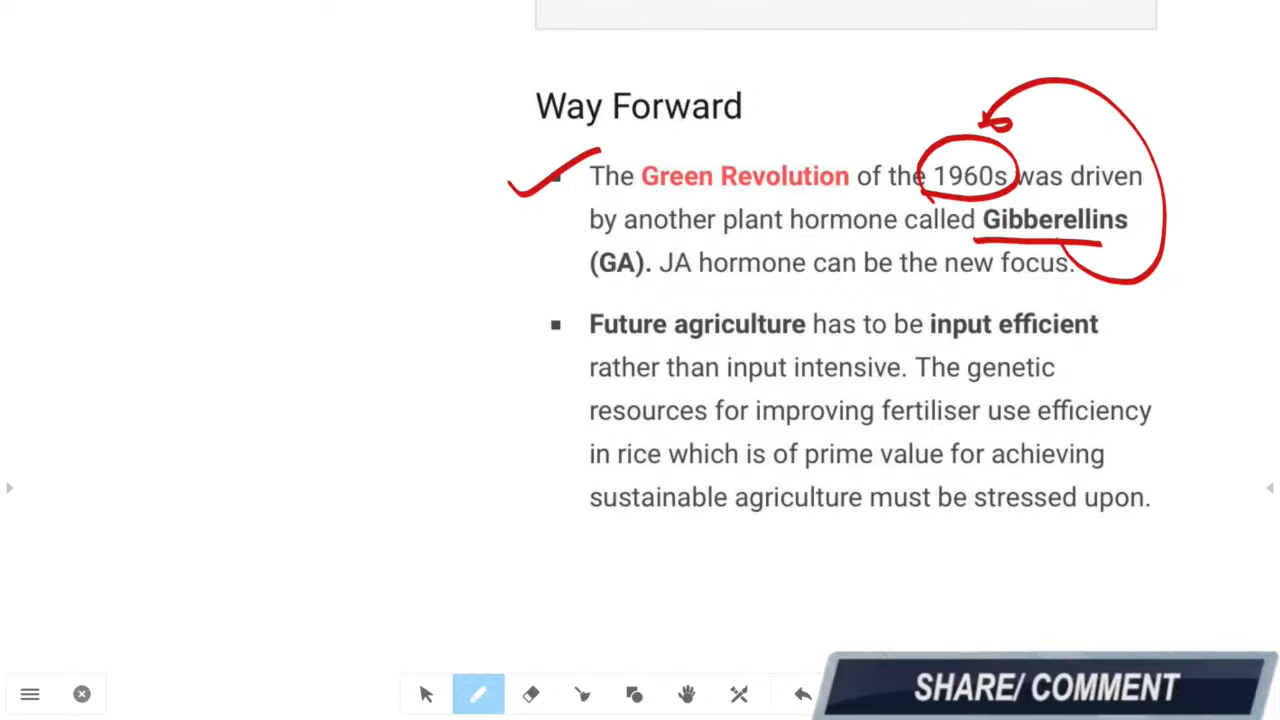 Way Forward
The Green Revolution of the 1960s was driven
by another plant hormone called Gibberellins
(GA). JA hormone can be the new focus.
Future agriculture has to be input efficient
rather than input intensive. The genetic
resources for improving fertiliser use efficiency
in rice which is of prime value for achieving
sustainable agriculture must be stressed upon.
SHARE/ COMMENT